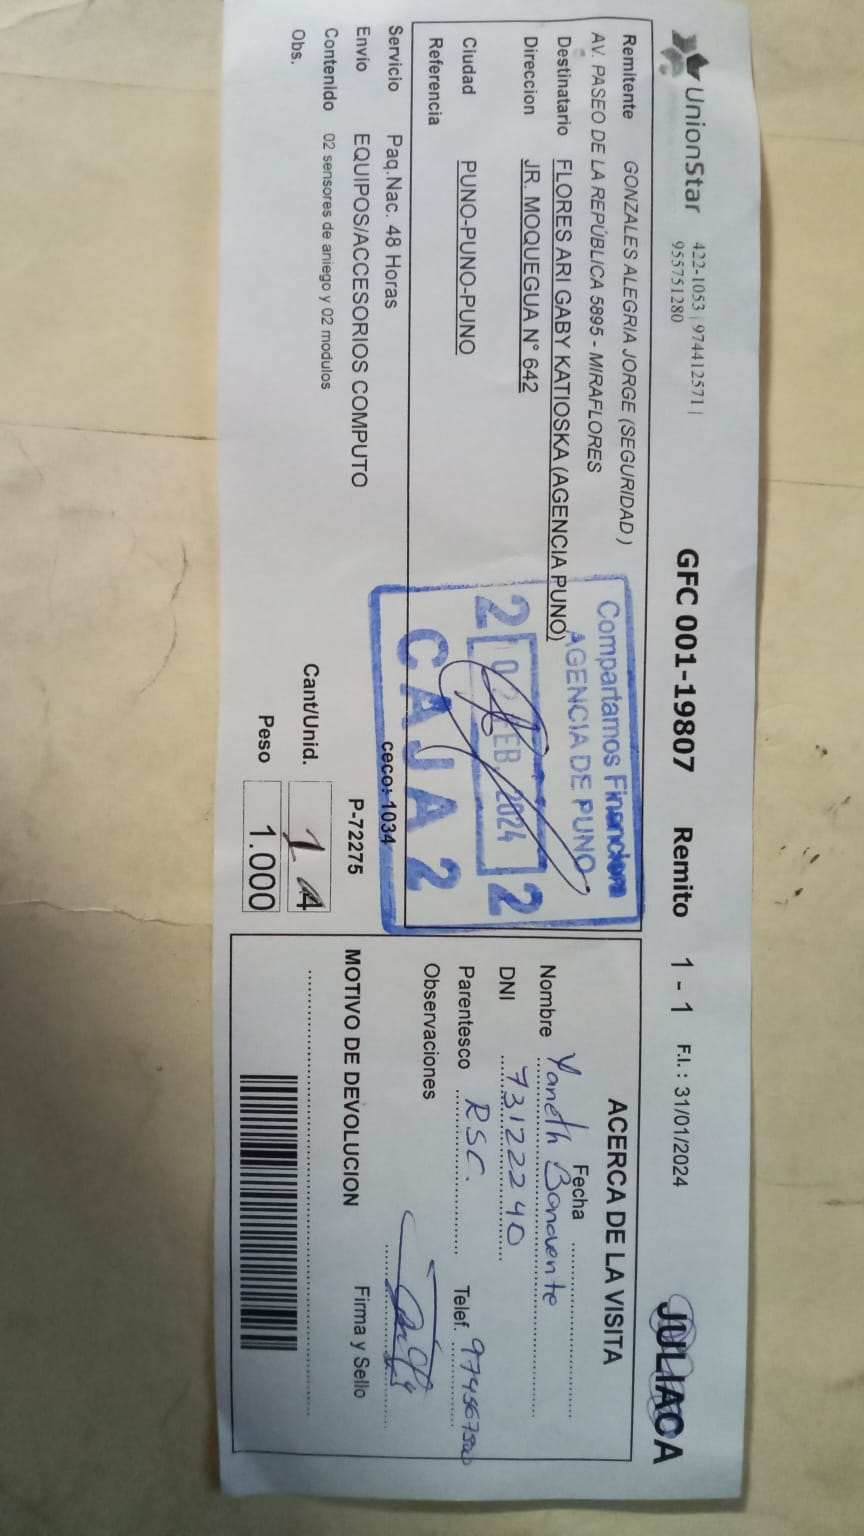 UnionStar 422-1053 | 974412571 |
955751280
GFC 001-19807 Remito 1 - 1 F.I.: 31/01/2024 JULIACA
Remitente GONZALES ALEGRIA JORGE (SEGURIDAD )
AV. PASEO DE LA REPÚBLICA 5895 - MIRAFLORES
Destinatario FLORES ARI GABY KATIOSKA (AGENCIA PUNO)
Direccion JR. MOQUEGUA N° 642
Ciudad PUNO-PUNO-PUNO
Referencia
Servicio Paq.Nac. 48 Horas ceco: 1034
Envío EQUIPOS/ACCESORIOS COMPUTO P-72275
Contenido 02 sensores de aniego y 02 modulos Cant/Unid. 1
Obs. Peso 1.000
Compartamos Financiera
AGENCIA DE PUNO
2 02 FEB. 2024 2
CAJA 2
ACERCA DE LA VISITA
Fecha
Nombre Yaneth
DNI 73122240
Parentesco RSC. Telef.
Observaciones
MOTIVO DE DEVOLUCION Firma y Sello